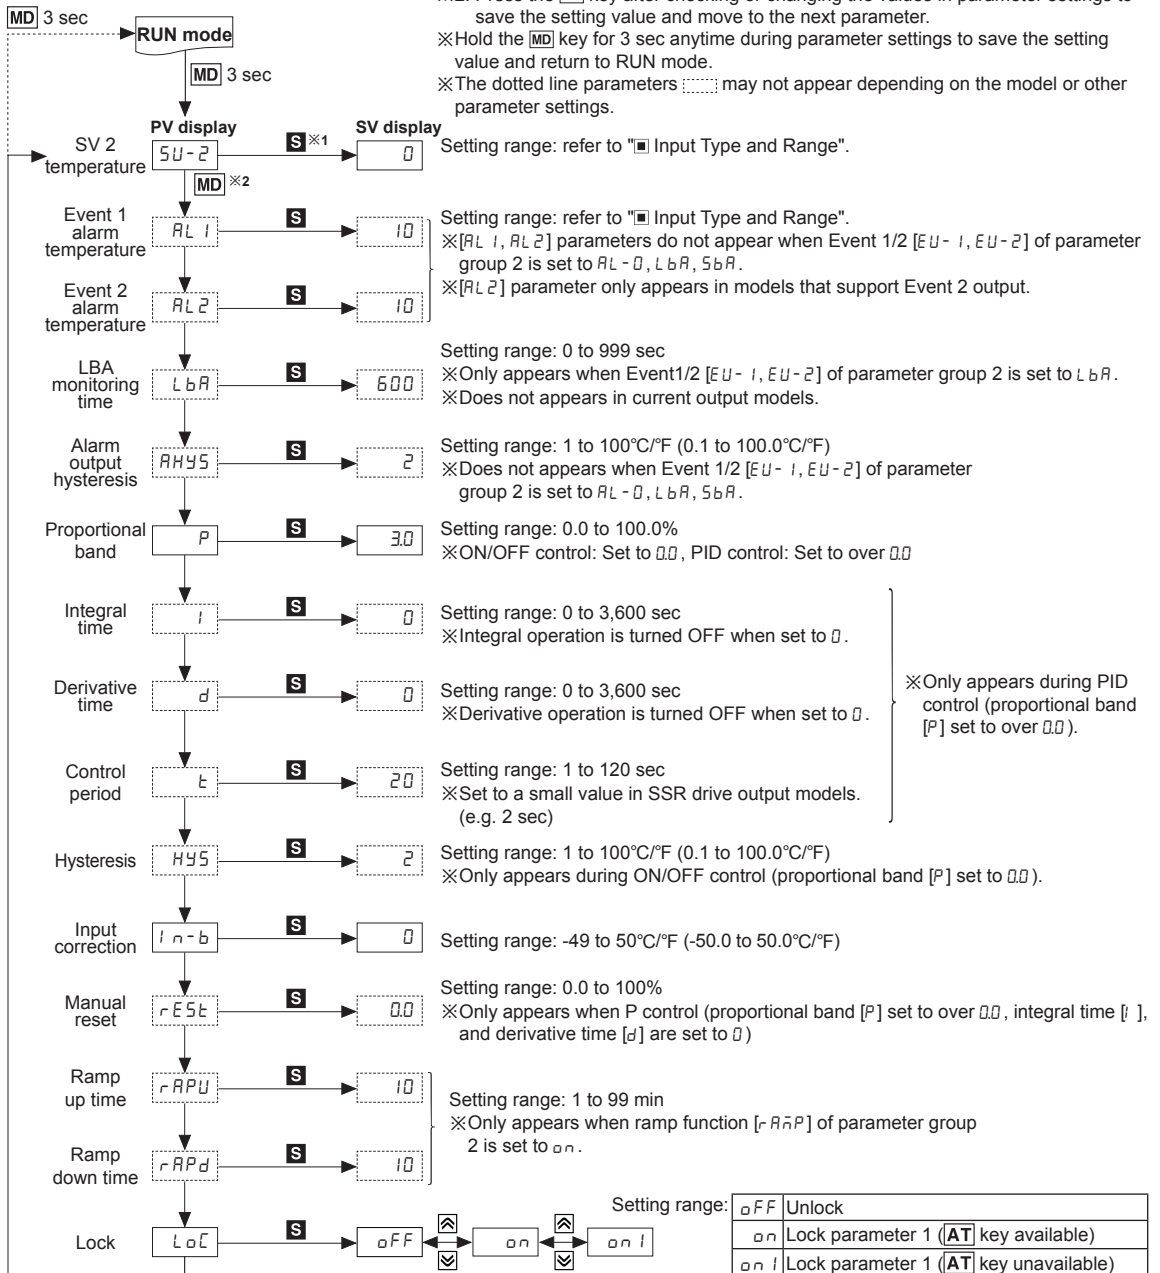 ※2: Press the key after checking or changing the values in parameter settings to
save the setting value and move to the next parameter.
※Hold the MD key for 3 sec anytime during parameter settings to save the setting
value and return to RUN mode.
※The dotted line parameters may not appear depending on the model or other
parameter settings.
MD 3 sec
RUN mode
MD 3 sec
PV display
SV display
SV 2
temperature
SU-2
S ※1
0
Setting range: refer to "▣ Input Type and Range".
MD ※2
Event 1
alarm
temperature
AL1
S
10
Setting range: refer to "▣ Input Type and Range".
※[AL1, AL2] parameters do not appear when Event 1/2 [EU-1, EU-2] of parameter
group 2 is set to AL-0, LbA, SbA.
※[AL2] parameter only appears in models that support Event 2 output.
Event 2
alarm
temperature
AL2
S
10
LBA
monitoring
time
LbA
S
600
Setting range: 0 to 999 sec
※Only appears when Event1/2 [EU-1, EU-2] of parameter group 2 is set to LbA.
※Does not appears in current output models.
Alarm
output
hysteresis
AHYS
S
2
Setting range: 1 to 100°C/°F (0.1 to 100.0°C/°F)
※Does not appears when Event 1/2 [EU-1, EU-2] of parameter
group 2 is set to AL-0, LbA, SbA.
Proportional
band
P
S
3.0
Setting range: 0.0 to 100.0%
※ON/OFF control: Set to 0.0, PID control: Set to over 0.0
Integral
time
I
S
0
Setting range: 0 to 3,600 sec
※Integral operation is turned OFF when set to 0.
Derivative
time
d
S
0
Setting range: 0 to 3,600 sec
※Derivative operation is turned OFF when set to 0.
※Only appears during PID
control (proportional band
[P] set to over 0.0).
Control
period
t
S
20
Setting range: 1 to 120 sec
※Set to a small value in SSR drive output models.
(e.g. 2 sec)
Hysteresis
HYS
S
2
Setting range: 1 to 100°C/°F (0.1 to 100.0°C/°F)
※Only appears during ON/OFF control (proportional band [P] set to 0.0).
Input
correction
In-b
S
0
Setting range: -49 to 50°C/°F (-50.0 to 50.0°C/°F)
Manual
reset
rESt
S
0.0
Setting range: 0.0 to 100%
※Only appears when P control (proportional band [P] set to over 0.0, integral time [I],
and derivative time [d] are set to 0)
Ramp
up time
rAPU
S
10
Setting range: 1 to 99 min
※Only appears when ramp function [rAMP] of parameter group
2 is set to on.
Ramp
down time
rAPd
S
10
Lock
LoC
S
oFF
on
on1
Setting range:
oFF Unlock
on Lock parameter 1 (AT key available)
on1 Lock parameter 1 (AT key unavailable)